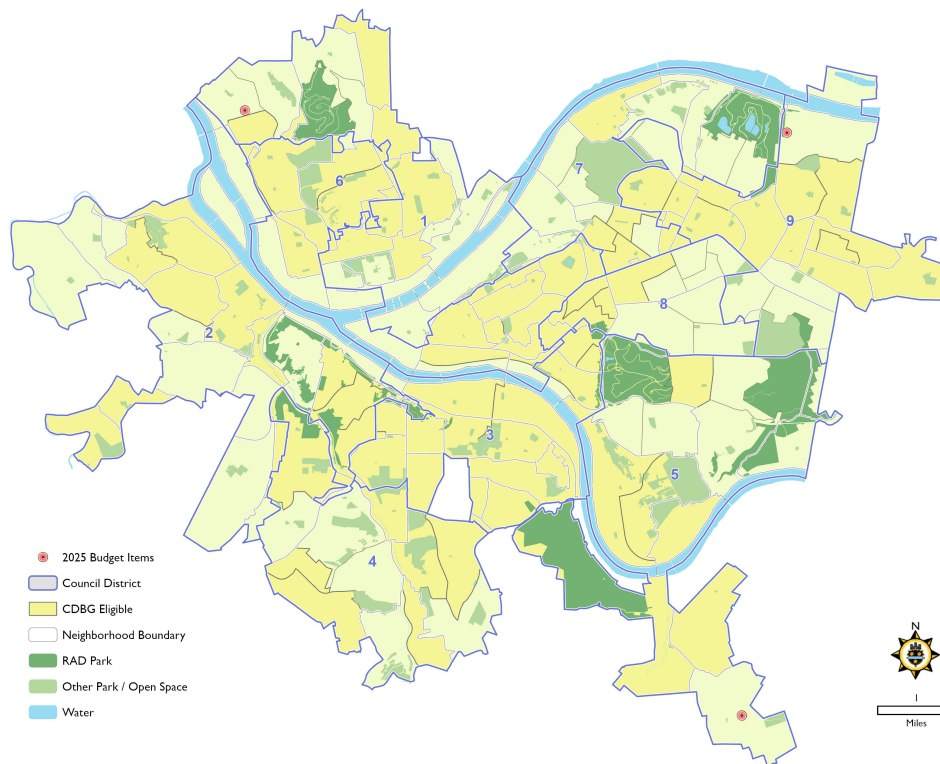 6
7
1
9
8
2
3
5
4
2025 Budget Items
Council District
CDBG Eligible
Neighborhood Boundary
RAD Park
Other Park / Open Space
Water
N
1
Miles